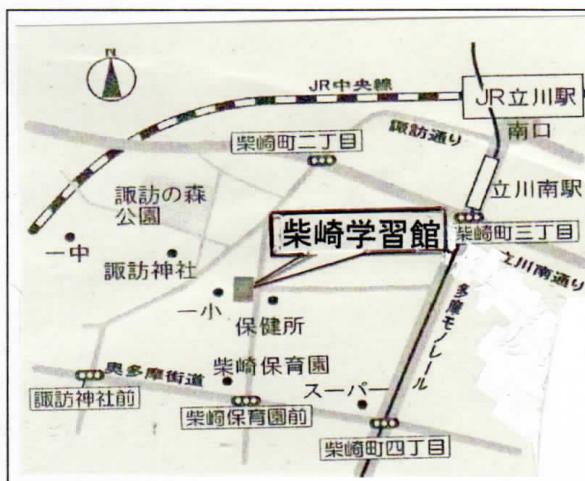 N
JR中央線
JR立川駅
南口
諏訪通り
柴崎町二丁目
立川南駅
諏訪の森
公園
柴崎学習館
柴崎町三丁目
立川南通り
一中
諏訪神社
一小
保健所
多摩モノレール
柴崎保育園
奥多摩街道
スーパー
諏訪神社前
柴崎保育園前
柴崎町四丁目